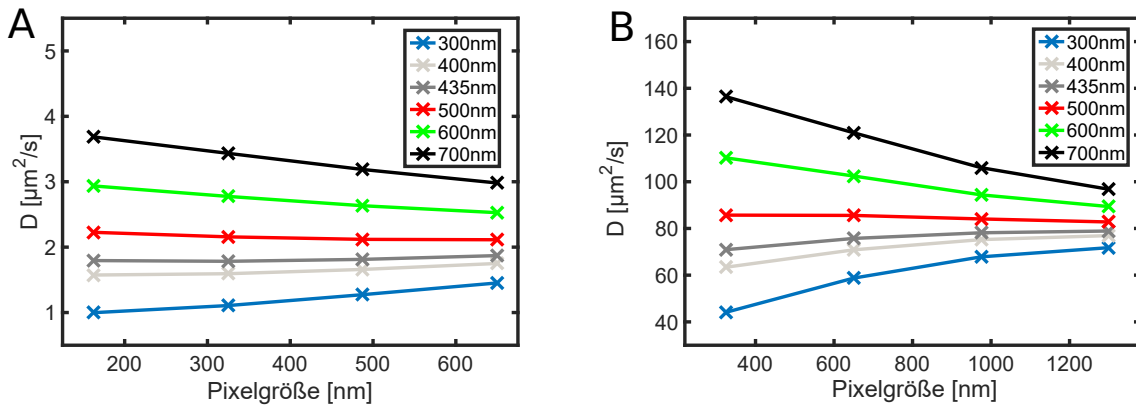 A
D [µm²/s]
5
4
3
2
1
200 300 400 500 600
Pixelgröße [nm]
300nm
400nm
435nm
500nm
600nm
700nm
B
D [µm²/s]
160
140
120
100
80
60
40
400 600 800 1000 1200
Pixelgröße [nm]
300nm
400nm
435nm
500nm
600nm
700nm